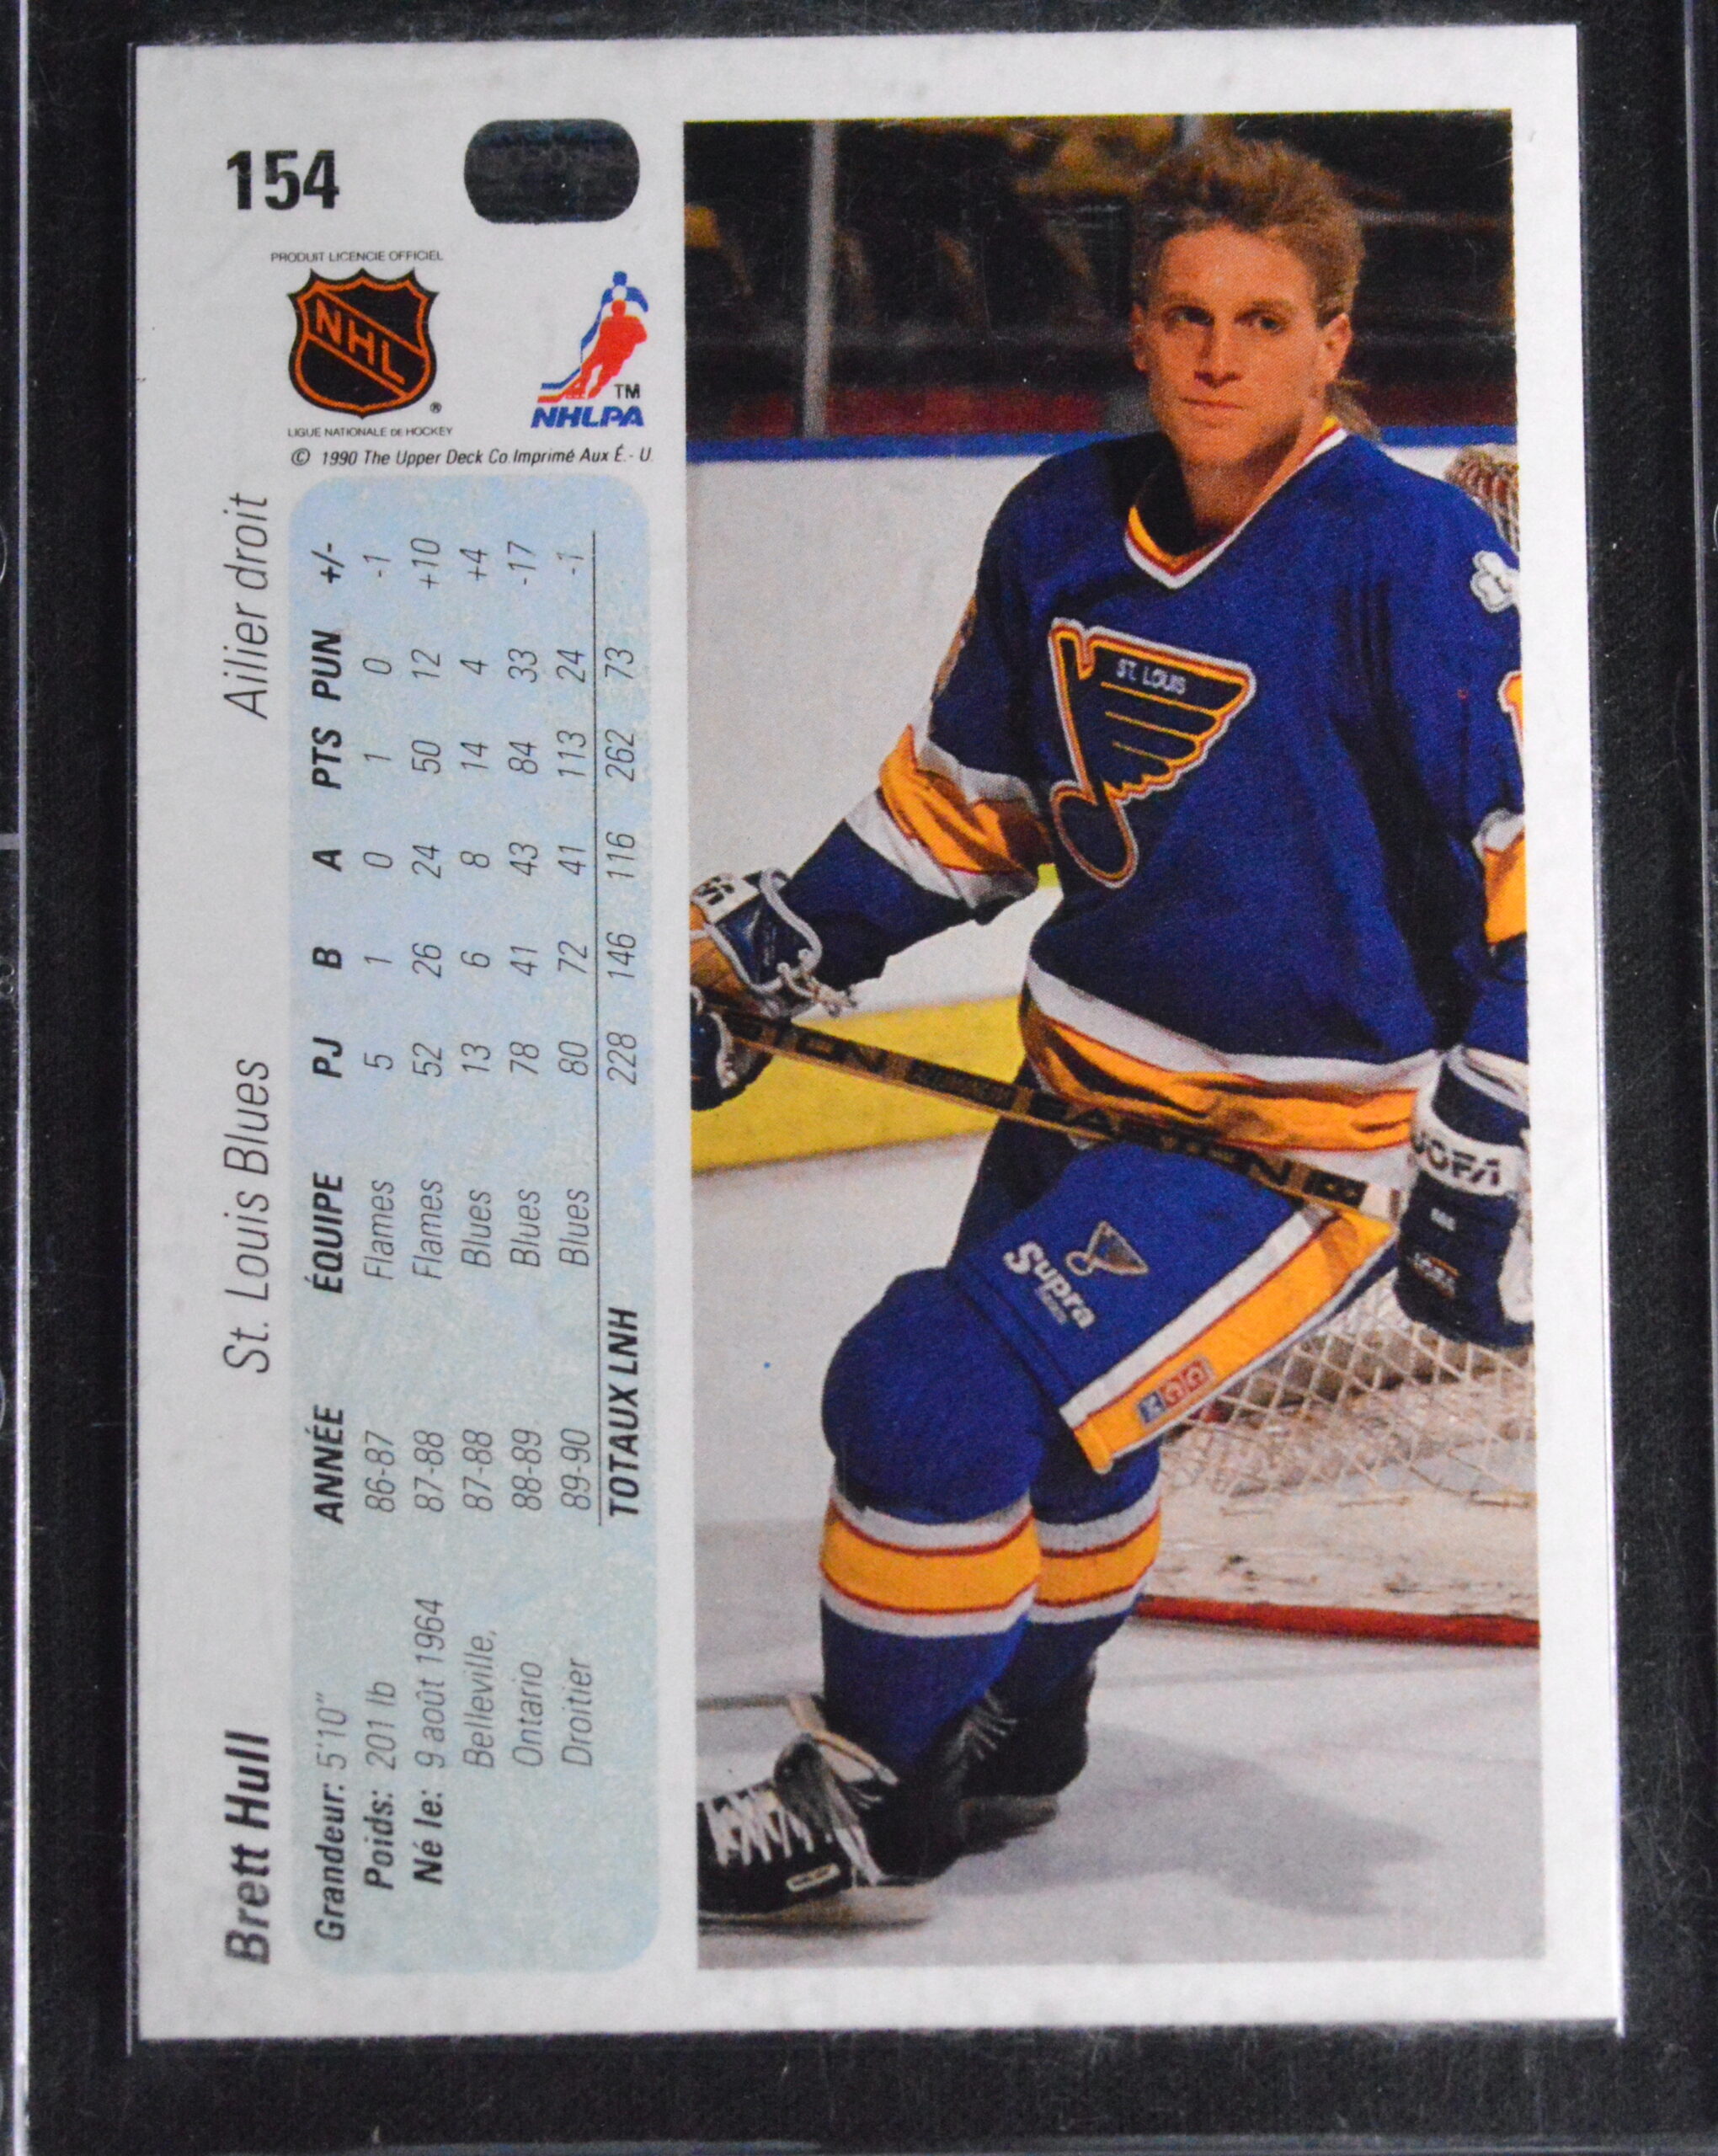 154
PRODUIT LICENCIE OFFICIEL
NHL
®
LIGUE NATIONALE DE HOCKEY
TM
NHLPA
© 1990 The Upper Deck Co. Imprimé Aux É.-U.
Brett Hull St. Louis Blues Ailier droit
Grandeur: 5'10"
Poids: 201 lb
Né le: 9 août 1964
Belleville,
Ontario
Droitier
ANNÉE ÉQUIPE PJ B A PTS PUN +/-
86-87 Flames 5 1 0 1 0 -1
87-88 Flames 52 26 24 50 12 +10
87-88 Blues 13 6 8 14 4 +4
88-89 Blues 78 41 43 84 33 -17
89-90 Blues 80 72 41 113 24 -1
TOTAUX LNH 228 146 116 262 73
ST. LOUIS
EASTON
JOFA
Supra
CCM